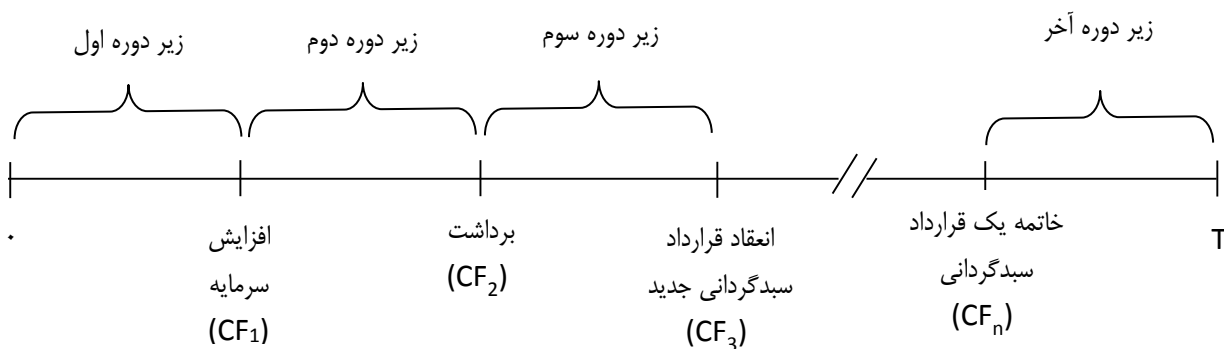 زیر دوره اول
زیر دوره دوم
زیر دوره سوم
زیر دوره آخر
۰
افزایش
سرمایه
(CF1)
برداشت
(CF2)
انعقاد قرارداد
سبدگردانی جدید
(CF3)
خاتمه یک قرارداد
سبدگردانی
(CFn)
T